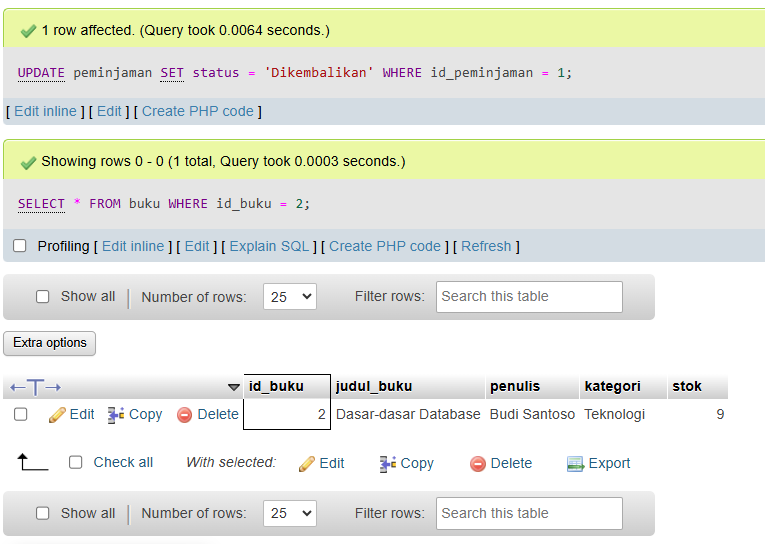 1 row affected. (Query took 0.0064 seconds.)
UPDATE peminjaman SET status = 'Dikembalikan' WHERE id_peminjaman = 1;
[ Edit inline ] [ Edit ] [ Create PHP code ]
Showing rows 0 - 0 (1 total, Query took 0.0003 seconds.)
SELECT * FROM buku WHERE id_buku = 2;
Profiling [ Edit inline ] [ Edit ] [ Explain SQL ] [ Create PHP code ] [ Refresh ]
Show all | Number of rows: 25 Filter rows: Search this table
Extra options
id_buku judul_buku penulis kategori stok
Edit Copy Delete 2 Dasar-dasar Database Budi Santoso Teknologi 9
Check all With selected: Edit Copy Delete Export
Show all | Number of rows: 25 Filter rows: Search this table